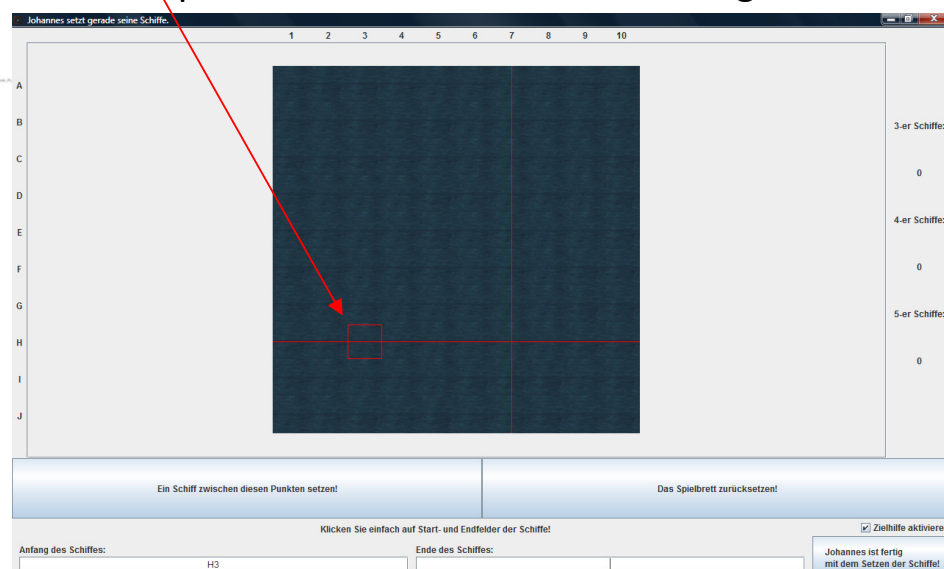 Johannes setzt gerade seine Schiffe.
1 2 3 4 5 6 7 8 9 10
A
B
3-er Schiffe:
C
0
D
4-er Schiffe:
E
F
0
G
5-er Schiffe:
H
0
I
J
Ein Schiff zwischen diesen Punkten setzen!
Das Spielbrett zurücksetzen!
Klicken Sie einfach auf Start- und Endfelder der Schiffe!
Zielhilfe aktiviere
Anfang des Schiffes:
Ende des Schiffes:
H3
Johannes ist fertig
mit dem Setzen der Schiffe!